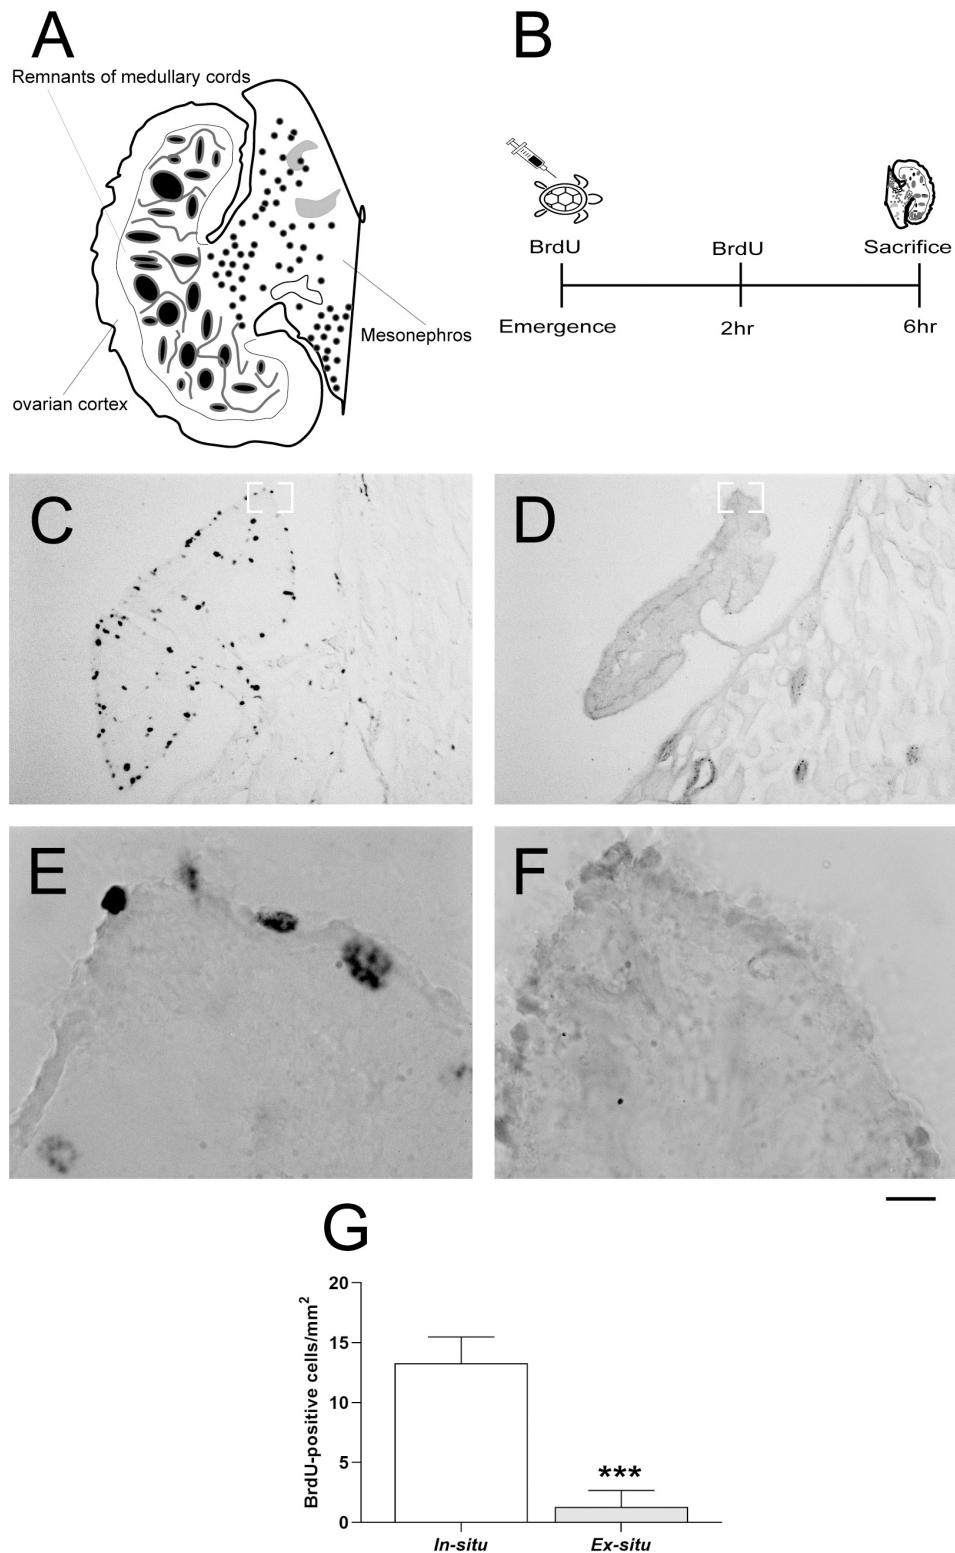 A
Remnants of medullary cords
Mesonephros
ovarian cortex
B
BrdU
BrdU
Sacrifice
Emergence
2hr
6hr
C
D
E
F
G
BrdU-positive cells/mm²
20
15
10
5
0
***
In-situ
Ex-situ